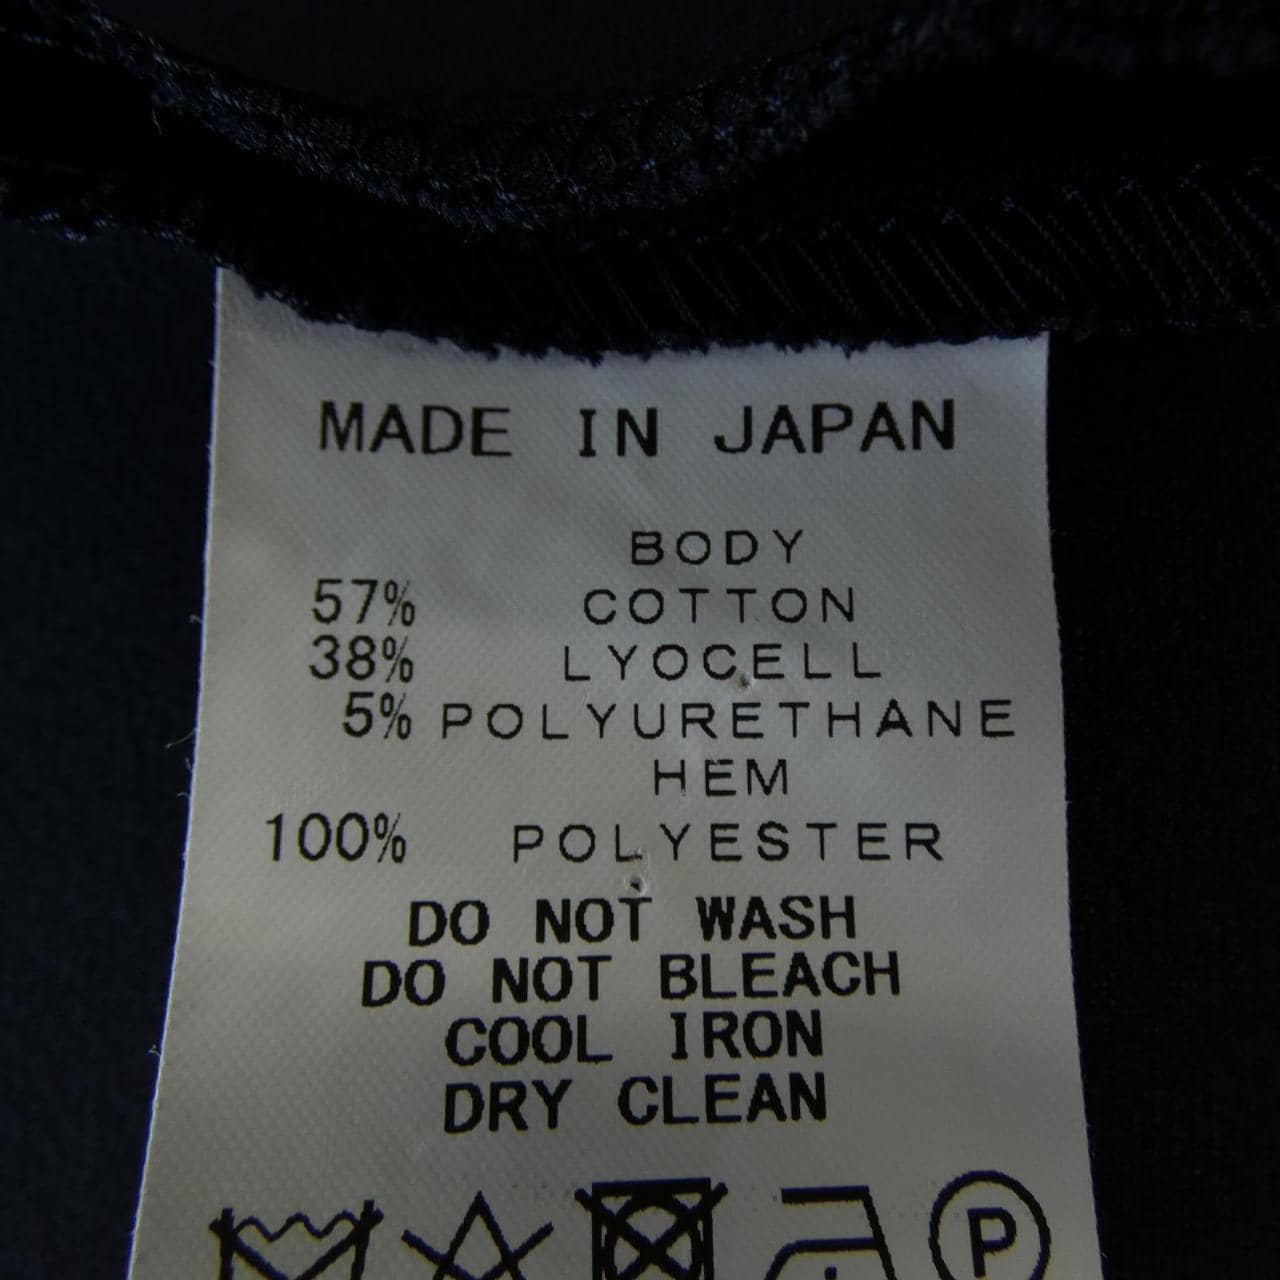 MADE IN JAPAN
BODY
57% COTTON
38% LYOCELL
5% POLYURETHANE
HEM
100% POLYESTER
DO NOT WASH
DO NOT BLEACH
COOL IRON
DRY CLEAN
P